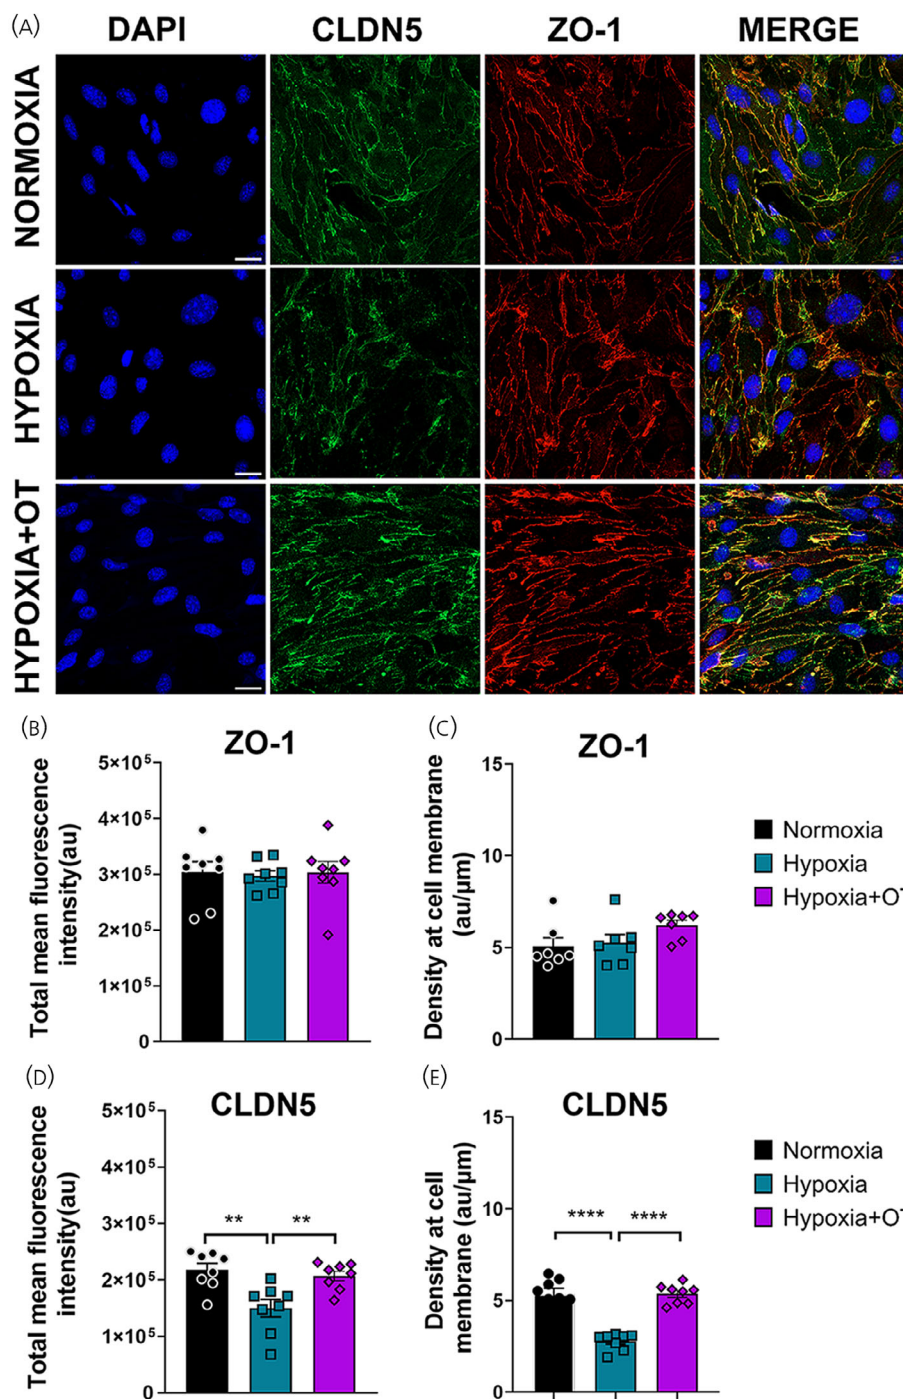 (A) DAPI CLDN5 ZO-1 MERGE
NORMOXIA
HYPOXIA
HYPOXIA+OT
(B) ZO-1
Total mean fluorescence
intensity(au)
5×10⁵
4×10⁵
3×10⁵
2×10⁵
1×10⁵
0
(C) ZO-1
Density at cell membrane
(au/µm)
15
10
5
0
Normoxia
Hypoxia
Hypoxia+O
(D) CLDN5
Total mean fluorescence
intensity(au)
5×10⁵
4×10⁵
3×10⁵
2×10⁵
1×10⁵
0
** **
(E) CLDN5
Density at cell
membrane (au/µm)
15
10
5
0
**** ****
Normoxia
Hypoxia
Hypoxia+O